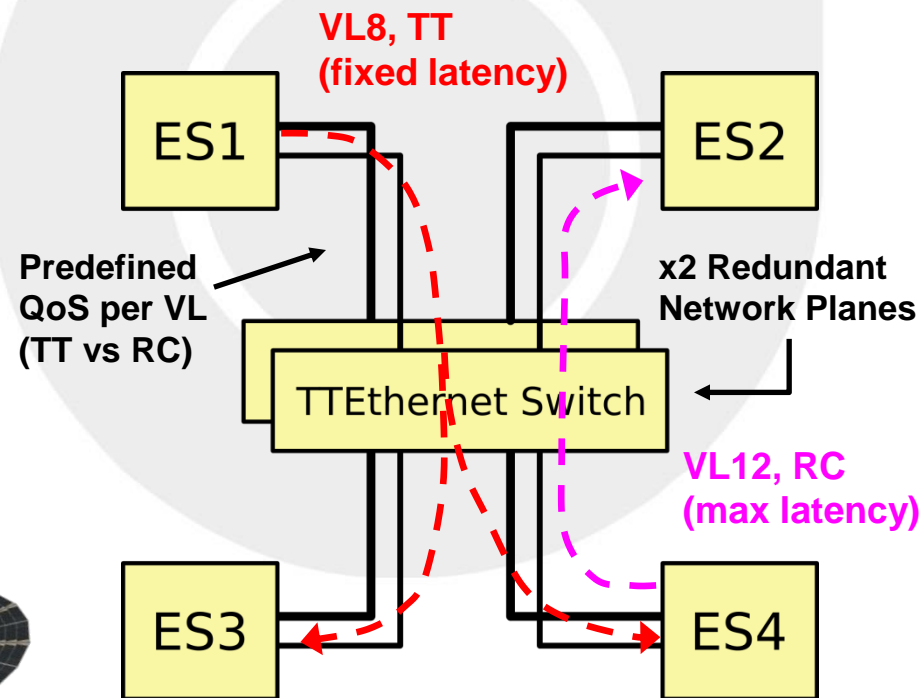 VL8, TT
(fixed latency)
ES1
ES2
Predefined
QoS per VL
(TT vs RC)
x2 Redundant
Network Planes
TTEthernet Switch
VL12, RC
(max latency)
ES3
ES4